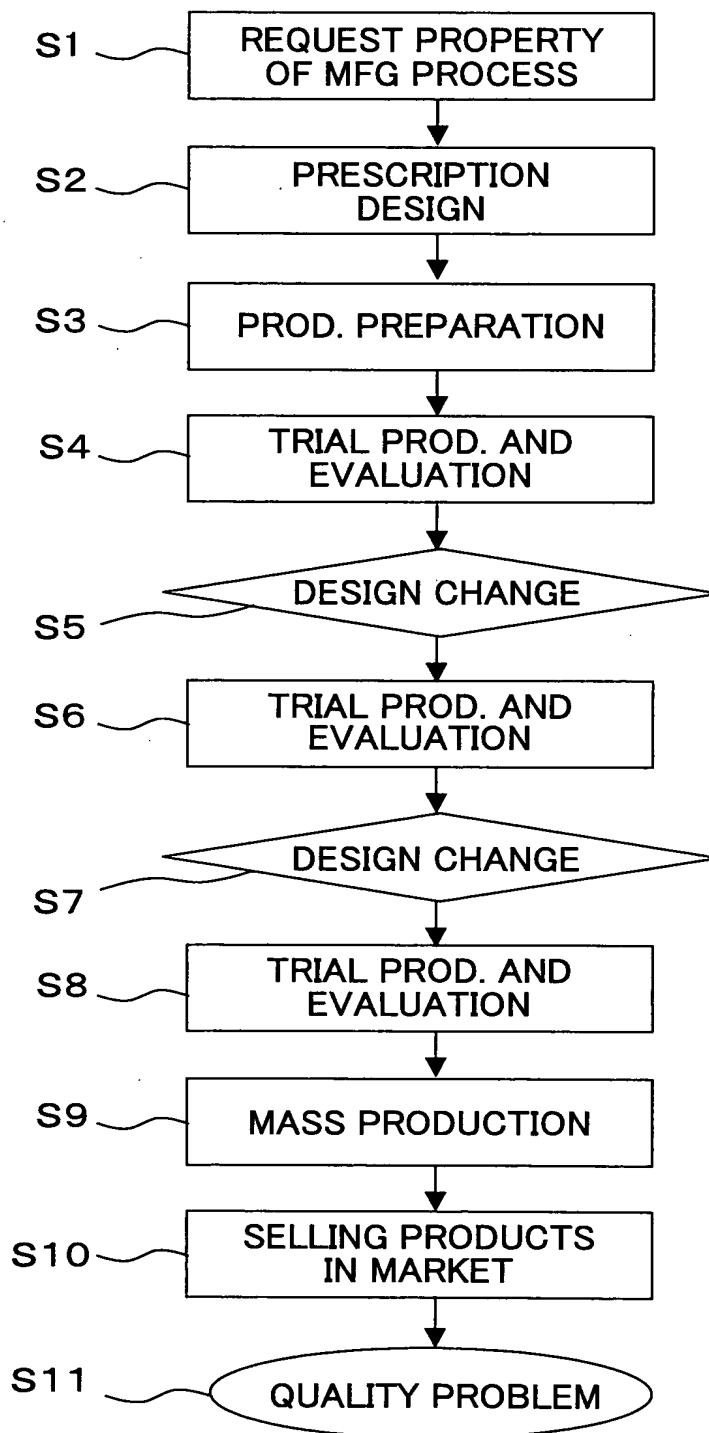 S1
REQUEST PROPERTY
OF MFG PROCESS
S2
PRESCRIPTION
DESIGN
S3
PROD. PREPARATION
S4
TRIAL PROD. AND
EVALUATION
S5
DESIGN CHANGE
S6
TRIAL PROD. AND
EVALUATION
S7
DESIGN CHANGE
S8
TRIAL PROD. AND
EVALUATION
S9
MASS PRODUCTION
S10
SELLING PRODUCTS
IN MARKET
S11
QUALITY PROBLEM